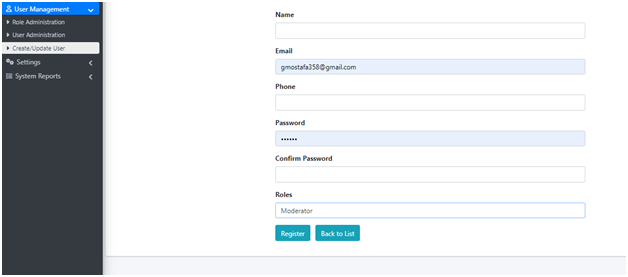 User Management
Role Administration
User Administration
Create/Update User
Settings
System Reports
Name
Email
gmostafa358@gmail.com
Phone
Password
••••••
Confirm Password
Roles
Moderator
Register
Back to List